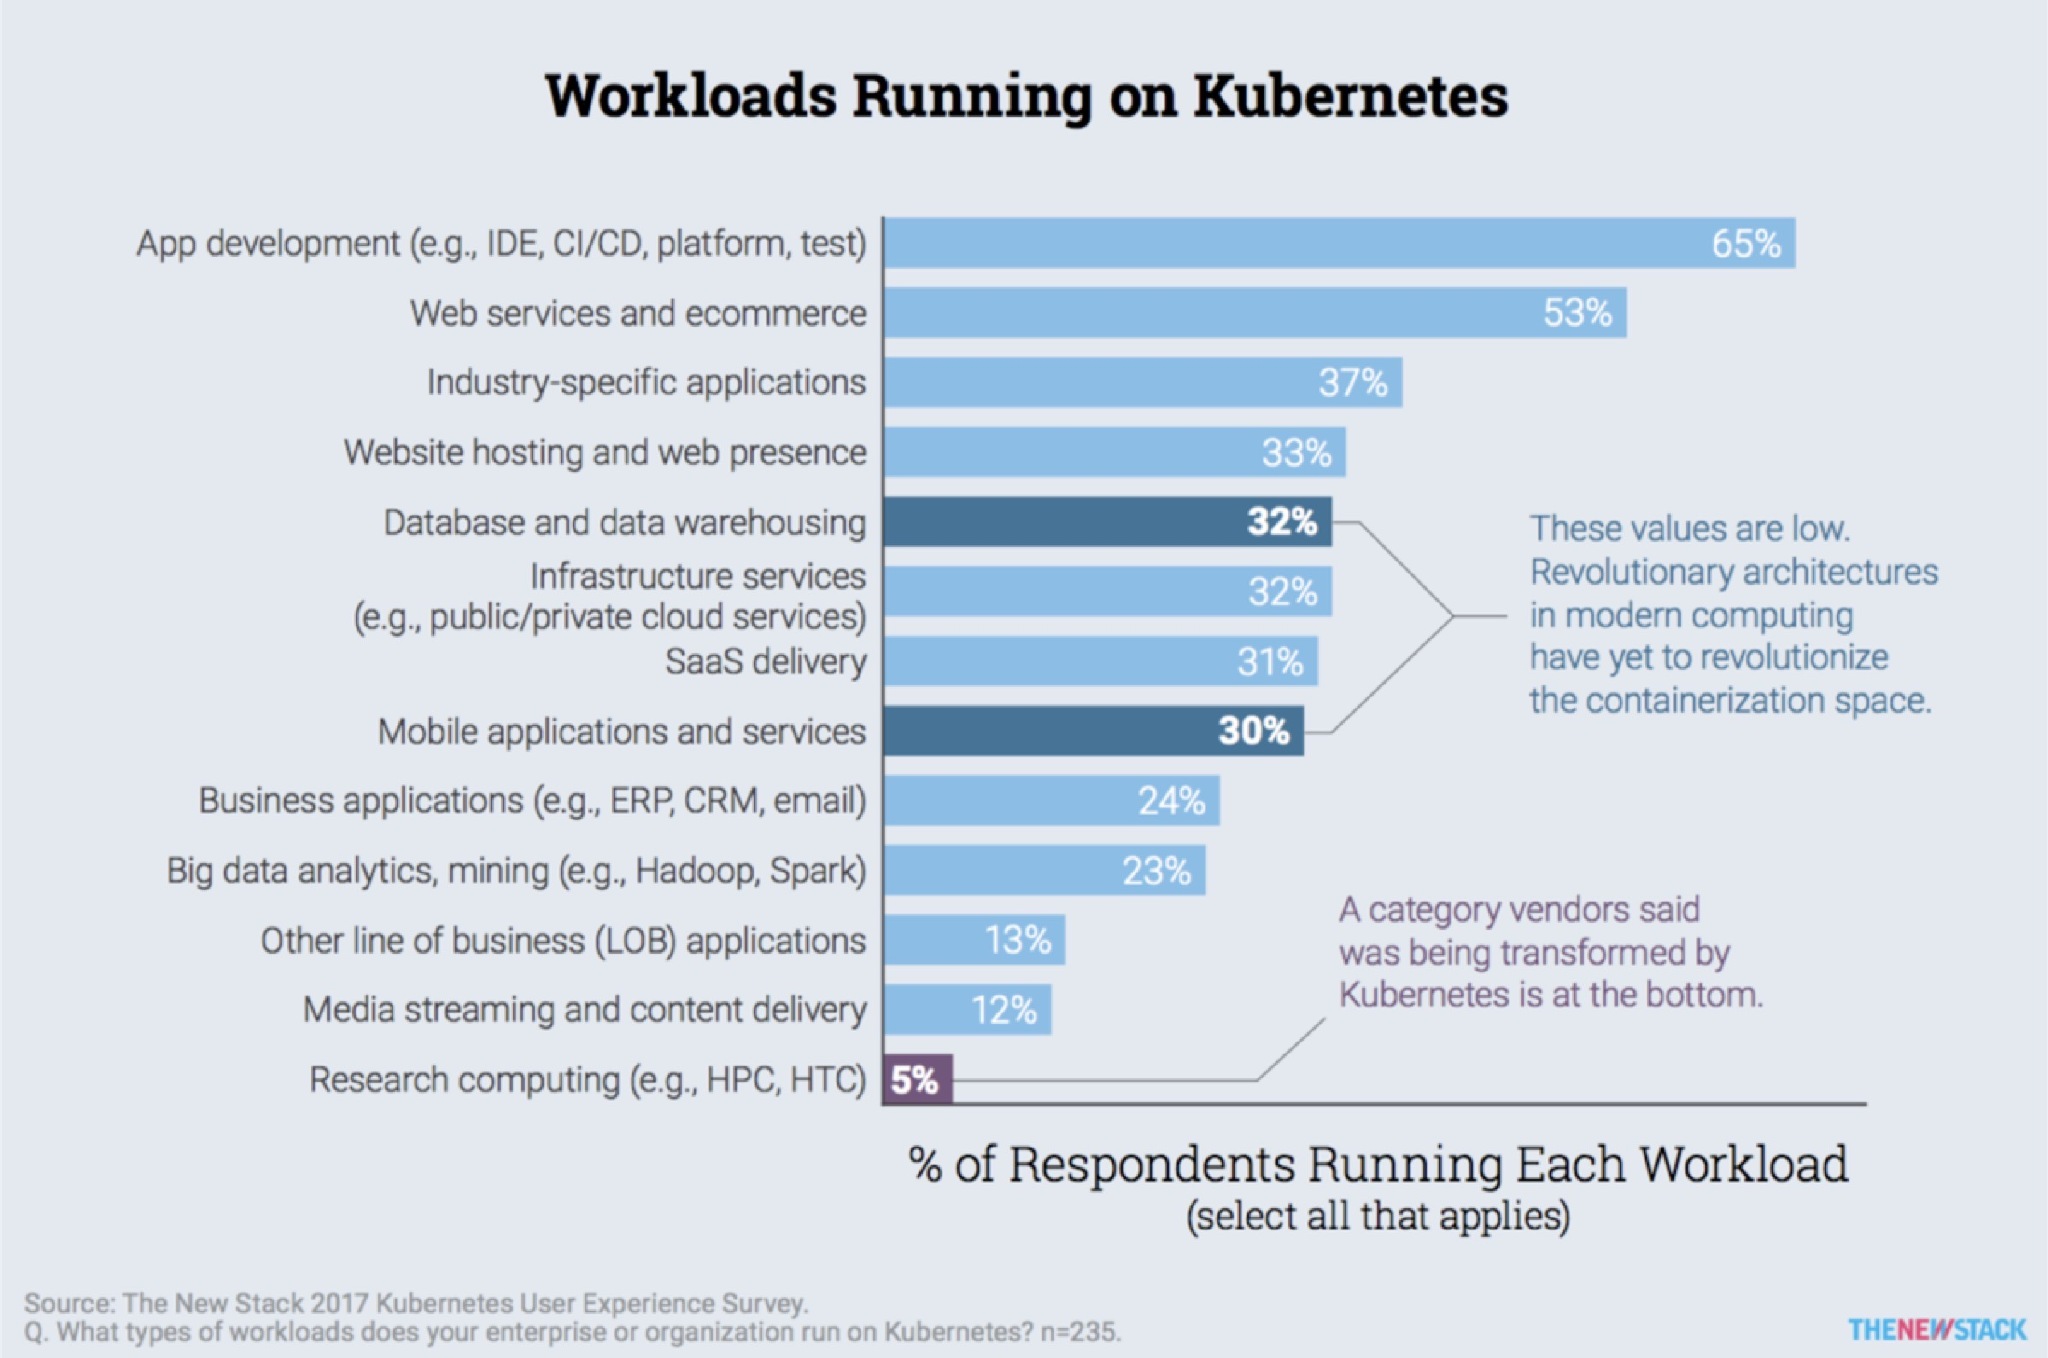 Workloads Running on Kubernetes
App development (e.g., IDE, CI/CD, platform, test)
65%
Web services and ecommerce
53%
Industry-specific applications
37%
Website hosting and web presence
33%
Database and data warehousing
32%
Infrastructure services
(e.g., public/private cloud services)
32%
SaaS delivery
31%
Mobile applications and services
30%
These values are low.
Revolutionary architectures
in modern computing
have yet to revolutionize
the containerization space.
Business applications (e.g., ERP, CRM, email)
24%
Big data analytics, mining (e.g., Hadoop, Spark)
23%
Other line of business (LOB) applications
13%
Media streaming and content delivery
12%
Research computing (e.g., HPC, HTC)
5%
A category vendors said
was being transformed by
Kubernetes is at the bottom.
% of Respondents Running Each Workload
(select all that applies)
Source: The New Stack 2017 Kubernetes User Experience Survey.
Q. What types of workloads does your enterprise or organization run on Kubernetes? n=235.
THENEWSTACK